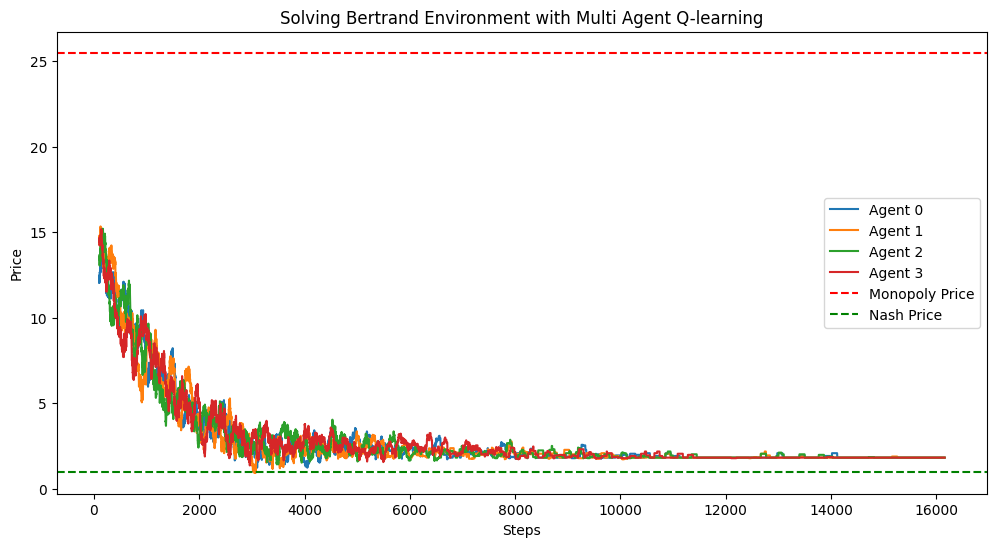 Solving Bertrand Environment with Multi Agent Q-learning
Price
25
20
15
10
5
0
Agent 0
Agent 1
Agent 2
Agent 3
Monopoly Price
Nash Price
0 2000 4000 6000 8000 10000 12000 14000 16000
Steps